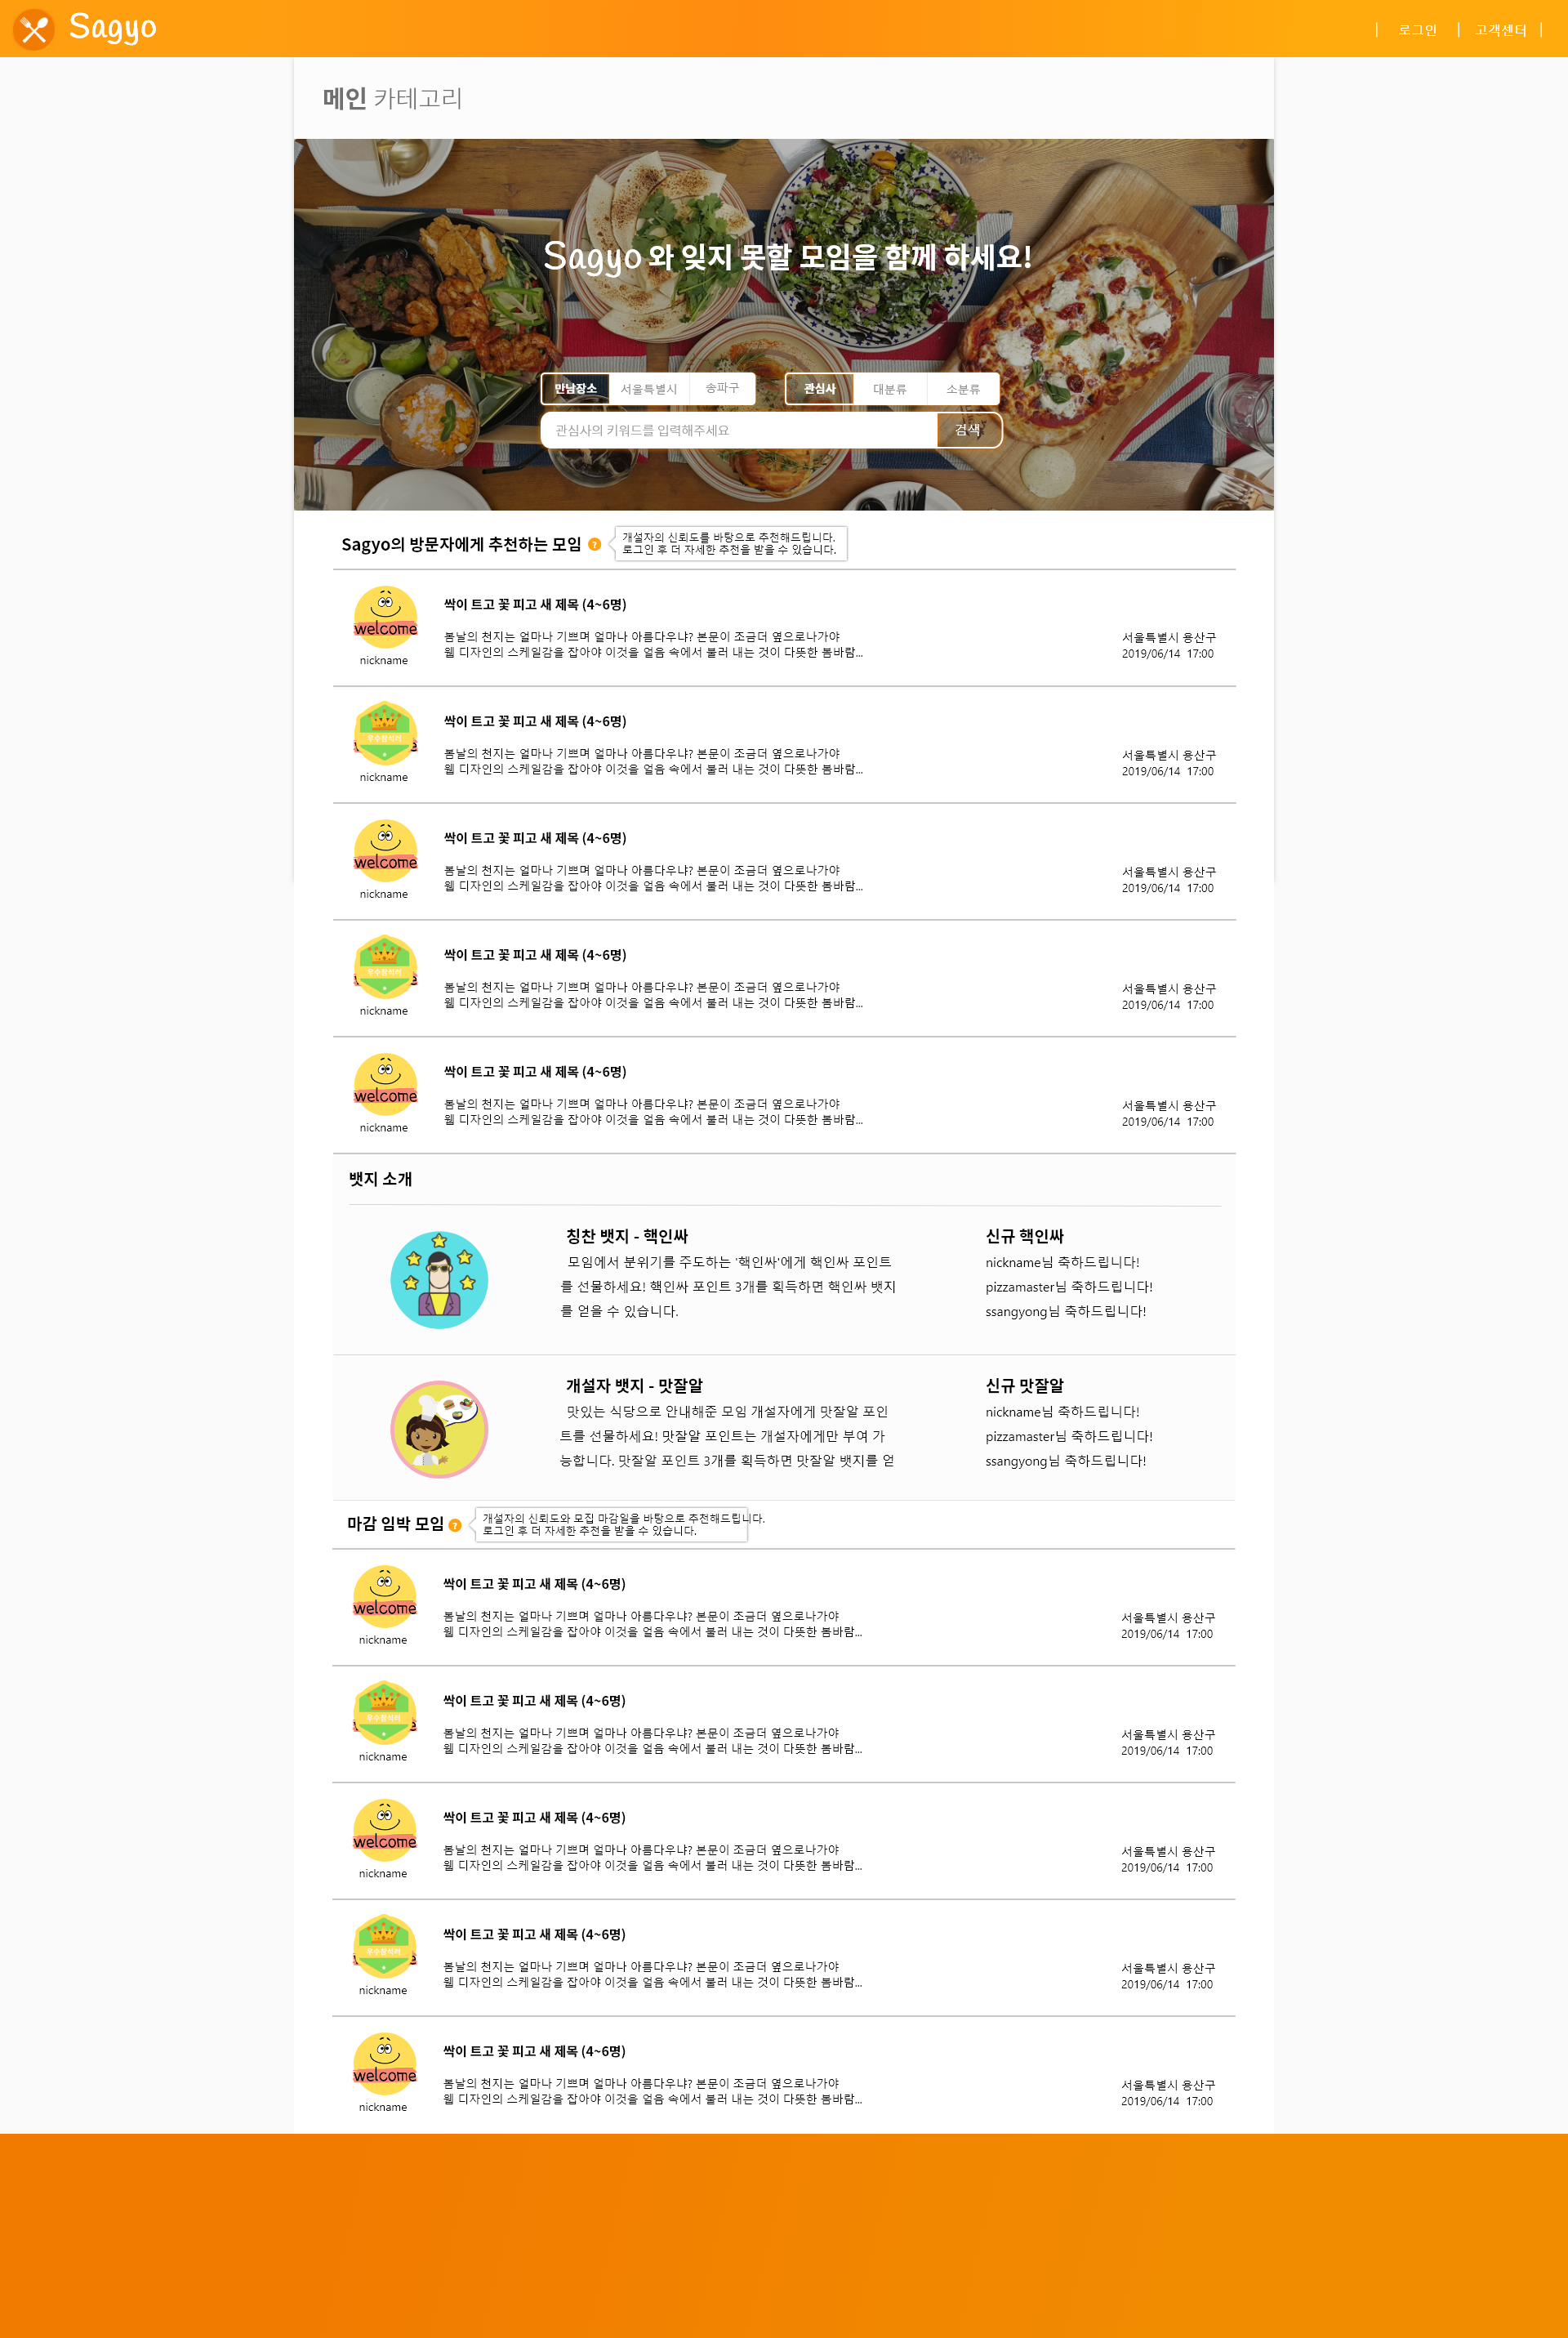 Sagyo
| 로그인 | 고객센터 |
메인 카테고리
Sagyo 와 잊지 못할 모임을 함께 하세요!
만남장소 서울특별시 송파구 관심사 대분류 소분류
관심사의 키워드를 입력해주세요 검색
Sagyo의 방문자에게 추천하는 모임 ?
개설자의 신뢰도를 바탕으로 추천해드립니다.
로그인 후 더 자세한 추천을 받을 수 있습니다.
싹이 트고 꽃 피고 새 제목 (4~6명)
welcome
봄날의 천지는 얼마나 기쁘며 얼마나 아름다우냐? 본문이 조금더 옆으로나가야 서울특별시 용산구
웹 디자인의 스케일감을 잡아야 이것을 얼음 속에서 불러 내는 것이 다뜻한 봄바람... 2019/06/14 17:00
nickname
싹이 트고 꽃 피고 새 제목 (4~6명)
우수참석러
봄날의 천지는 얼마나 기쁘며 얼마나 아름다우냐? 본문이 조금더 옆으로나가야 서울특별시 용산구
웹 디자인의 스케일감을 잡아야 이것을 얼음 속에서 불러 내는 것이 다뜻한 봄바람... 2019/06/14 17:00
nickname
싹이 트고 꽃 피고 새 제목 (4~6명)
welcome
봄날의 천지는 얼마나 기쁘며 얼마나 아름다우냐? 본문이 조금더 옆으로나가야 서울특별시 용산구
웹 디자인의 스케일감을 잡아야 이것을 얼음 속에서 불러 내는 것이 다뜻한 봄바람... 2019/06/14 17:00
nickname
싹이 트고 꽃 피고 새 제목 (4~6명)
우수참석러
봄날의 천지는 얼마나 기쁘며 얼마나 아름다우냐? 본문이 조금더 옆으로나가야 서울특별시 용산구
웹 디자인의 스케일감을 잡아야 이것을 얼음 속에서 불러 내는 것이 다뜻한 봄바람... 2019/06/14 17:00
nickname
싹이 트고 꽃 피고 새 제목 (4~6명)
welcome
봄날의 천지는 얼마나 기쁘며 얼마나 아름다우냐? 본문이 조금더 옆으로나가야 서울특별시 용산구
웹 디자인의 스케일감을 잡아야 이것을 얼음 속에서 불러 내는 것이 다뜻한 봄바람... 2019/06/14 17:00
nickname
뱃지 소개
칭찬 뱃지 - 핵인싸
모임에서 분위기를 주도하는 '핵인싸'에게 핵인싸 포인트
를 선물하세요! 핵인싸 포인트 3개를 획득하면 핵인싸 뱃지
를 얻을 수 있습니다.
신규 핵인싸
nickname님 축하드립니다!
pizzamaster님 축하드립니다!
ssangyong님 축하드립니다!
개설자 뱃지 - 맛잘알
맛있는 식당으로 안내해준 모임 개설자에게 맛잘알 포인
트를 선물하세요! 맛잘알 포인트는 개설자에게만 부여 가
능합니다. 맛잘알 포인트 3개를 획득하면 맛잘알 뱃지를 얻
신규 맛잘알
nickname님 축하드립니다!
pizzamaster님 축하드립니다!
ssangyong님 축하드립니다!
마감 임박 모임 ?
개설자의 신뢰도와 모집 마감일을 바탕으로 추천해드립니다.
로그인 후 더 자세한 추천을 받을 수 있습니다.
싹이 트고 꽃 피고 새 제목 (4~6명)
welcome
봄날의 천지는 얼마나 기쁘며 얼마나 아름다우냐? 본문이 조금더 옆으로나가야 서울특별시 용산구
웹 디자인의 스케일감을 잡아야 이것을 얼음 속에서 불러 내는 것이 다뜻한 봄바람... 2019/06/14 17:00
nickname
싹이 트고 꽃 피고 새 제목 (4~6명)
우수참석러
봄날의 천지는 얼마나 기쁘며 얼마나 아름다우냐? 본문이 조금더 옆으로나가야 서울특별시 용산구
웹 디자인의 스케일감을 잡아야 이것을 얼음 속에서 불러 내는 것이 다뜻한 봄바람... 2019/06/14 17:00
nickname
싹이 트고 꽃 피고 새 제목 (4~6명)
welcome
봄날의 천지는 얼마나 기쁘며 얼마나 아름다우냐? 본문이 조금더 옆으로나가야 서울특별시 용산구
웹 디자인의 스케일감을 잡아야 이것을 얼음 속에서 불러 내는 것이 다뜻한 봄바람... 2019/06/14 17:00
nickname
싹이 트고 꽃 피고 새 제목 (4~6명)
우수참석러
봄날의 천지는 얼마나 기쁘며 얼마나 아름다우냐? 본문이 조금더 옆으로나가야 서울특별시 용산구
웹 디자인의 스케일감을 잡아야 이것을 얼음 속에서 불러 내는 것이 다뜻한 봄바람... 2019/06/14 17:00
nickname
싹이 트고 꽃 피고 새 제목 (4~6명)
welcome
봄날의 천지는 얼마나 기쁘며 얼마나 아름다우냐? 본문이 조금더 옆으로나가야 서울특별시 용산구
웹 디자인의 스케일감을 잡아야 이것을 얼음 속에서 불러 내는 것이 다뜻한 봄바람... 2019/06/14 17:00
nickname